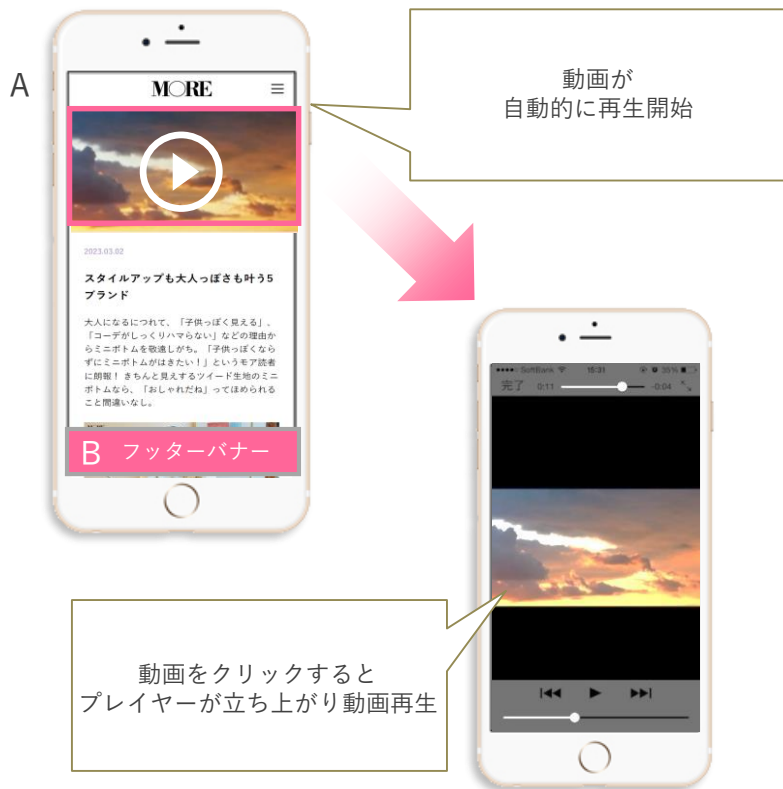 A
MORE
動画が
自動的に再生開始
2023.03.02
スタイルアップも大人っぽさも叶う5
ブランド
大人になるにつれて、「子供っぽく見える」、
「コーデがしっくりハマらない」などの理由か
らミニボトムを敬遠しがち。「子供っぽくなら
ずにミニボトムがはきたい！」というモア読者
に朗報！ きちんと見えするツイード生地のミニ
ボトムなら、「おしゃれだね」ってほめられる
こと間違いなし。
B フッターバナー
SoftBank 15:31 35%
完了 0:11 -0:04
動画をクリックすると
プレイヤーが立ち上がり動画再生